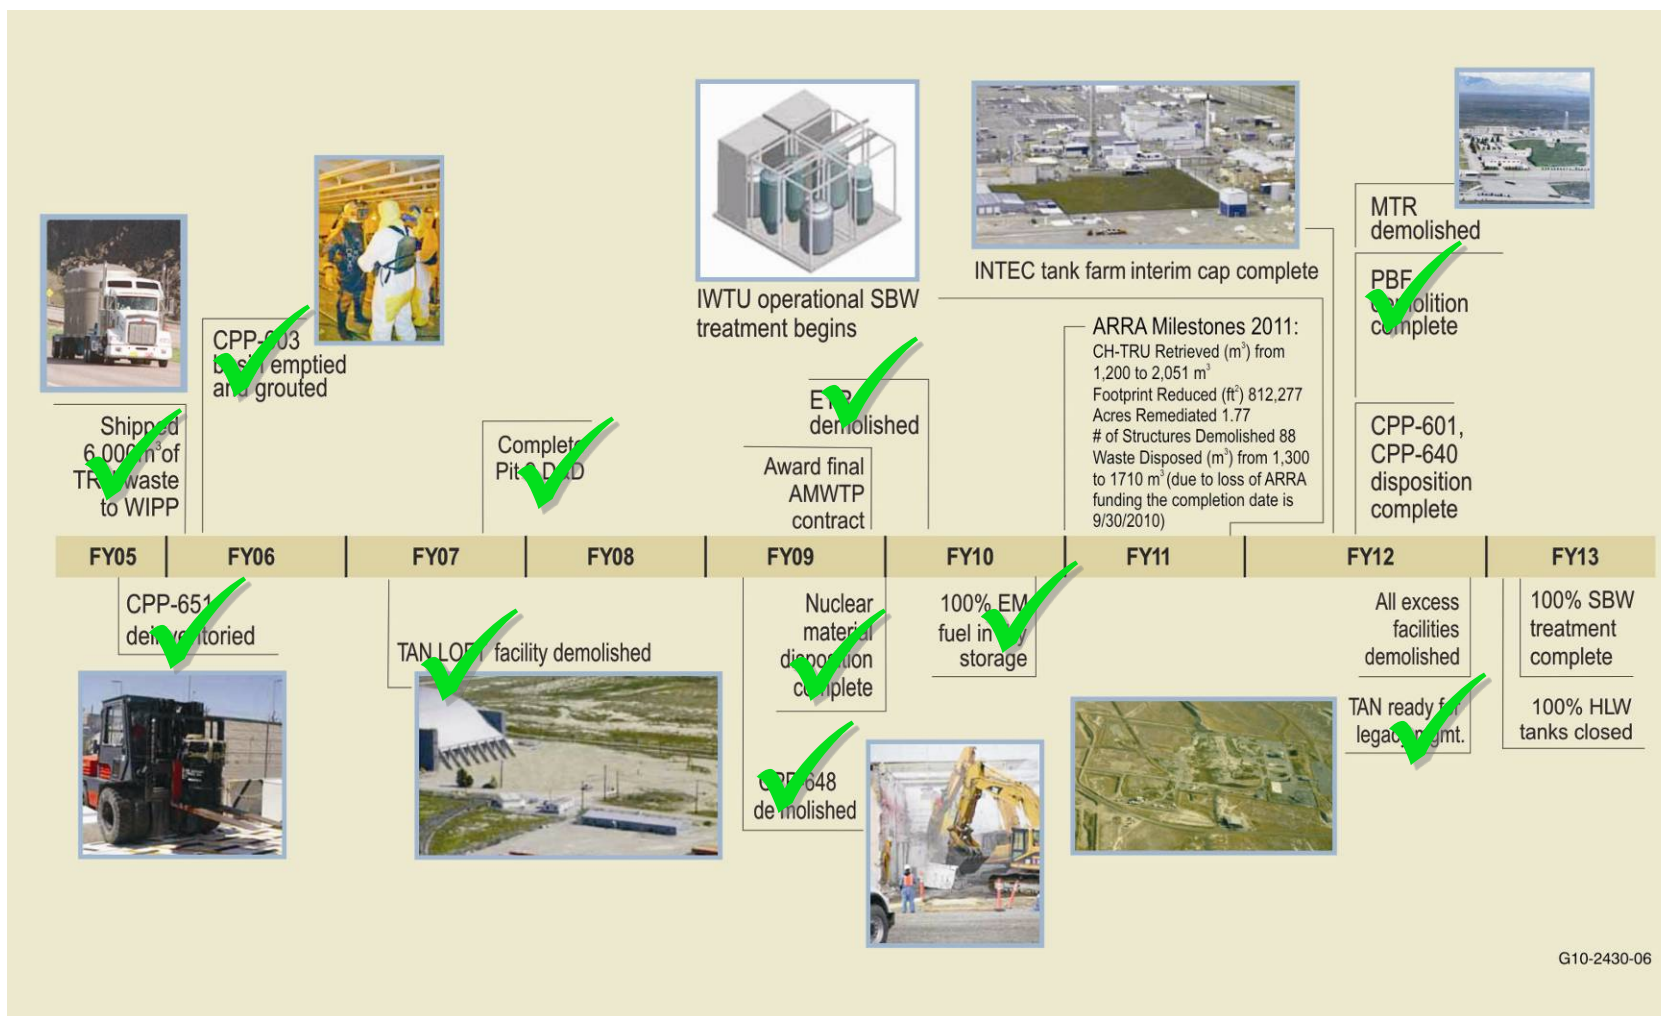 IWTU operational SBW
treatment begins
INTEC tank farm interim cap complete
MTR
demolished
PBF
demolition
complete
CPP-603
basin emptied
and grouted
ARRA Milestones 2011:
CH-TRU Retrieved (m³) from
1,200 to 2,051 m³
Footprint Reduced (ft²) 812,277
Acres Remediated 1.77
# of Structures Demolished 88
Waste Disposed (m³) from 1,300
to 1710 m³ (due to loss of ARRA
funding the completion date is
9/30/2010)
Shipped
6,000m³of
TRU waste
to WIPP
Complete
Pit D&D
ETR
demolished
Award final
AMWTP
contract
CPP-601,
CPP-640
disposition
complete
FY05 FY06 FY07 FY08 FY09 FY10 FY11 FY12 FY13
CPP-651
deinventoried
TAN LOFT facility demolished
Nuclear
material
disposition
complete
CPP-648
demolished
100% EM
fuel in dry
storage
All excess
facilities
demolished
TAN ready for
legacy mgmt.
100% SBW
treatment
complete
100% HLW
tanks closed
G10-2430-06